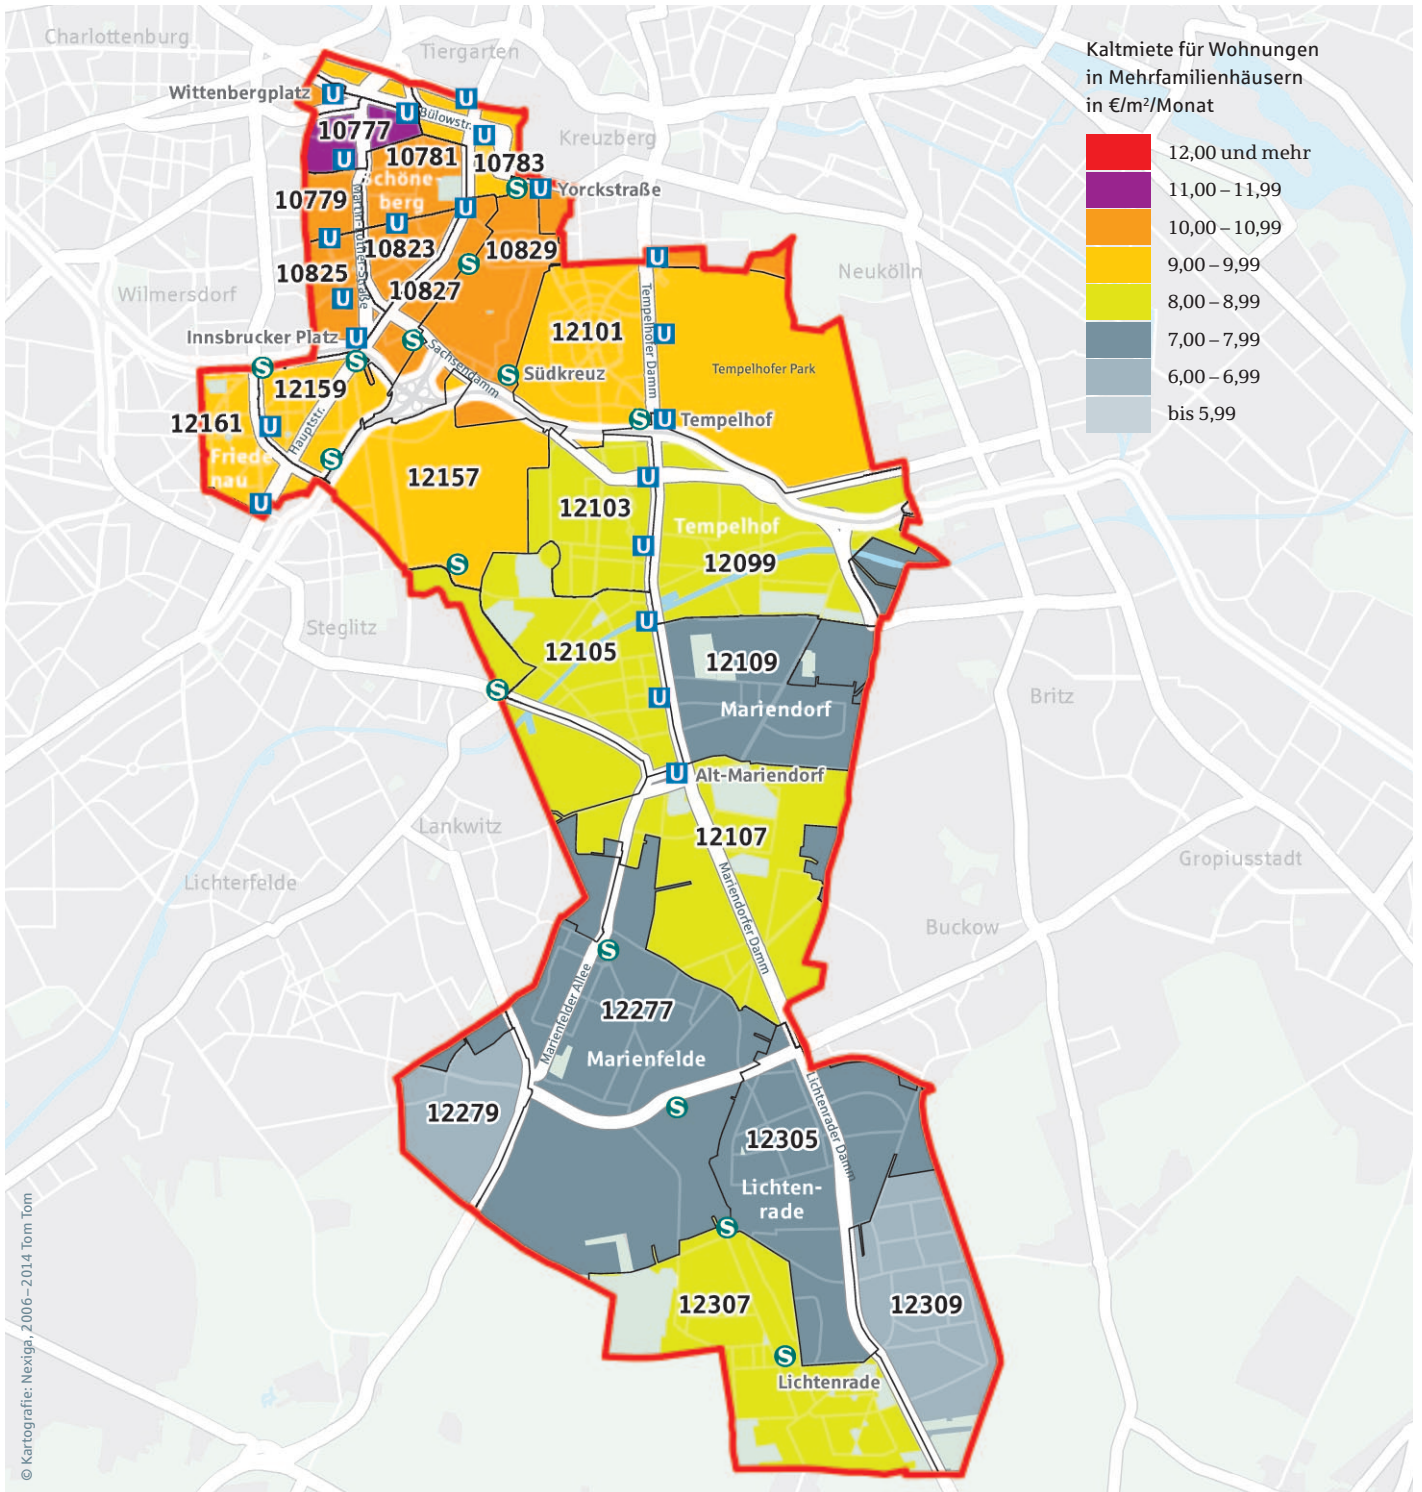 Charlottenburg
Tiergarten
Kaltmiete für Wohnungen
in Mehrfamilienhäusern
in €/m²/Monat
12,00 und mehr
11,00 – 11,99
10,00 – 10,99
9,00 – 9,99
8,00 – 8,99
7,00 – 7,99
6,00 – 6,99
bis 5,99
Wittenbergplatz
U
U
U
U
Bülowstr.
Kreuzberg
10777
10781
10783
U
Schöne-
berg
S
U
Yorckstraße
10779
Martin-Luther-Straße
U
U
U
10823
10829
U
Neukölln
10825
S
10827
Wilmersdorf
U
Tempelhofer Damm
12101
U
Innsbrucker Platz
U
S
S
S
Sachsendamm
S
Südkreuz
Tempelhofer Park
12159
12161
U
Hauptstr.
S
U
Tempelhof
Friede
nau
S
12157
U
U
12103
Tempelhof
U
12099
S
Steglitz
U
12105
12109
S
U
Mariendorf
Britz
U
Alt-Mariendorf
Lankwitz
12107
Lichterfelde
Mariendorfer Damm
Gropiusstadt
Buckow
S
Marienfelder Allee
12277
Marienfelde
12279
S
Lichtenrader Damm
12305
Lichten-
rade
S
12307
12309
S
Lichtenrade
© Kartografie: Nexiga, 2006 – 2014 Tom Tom